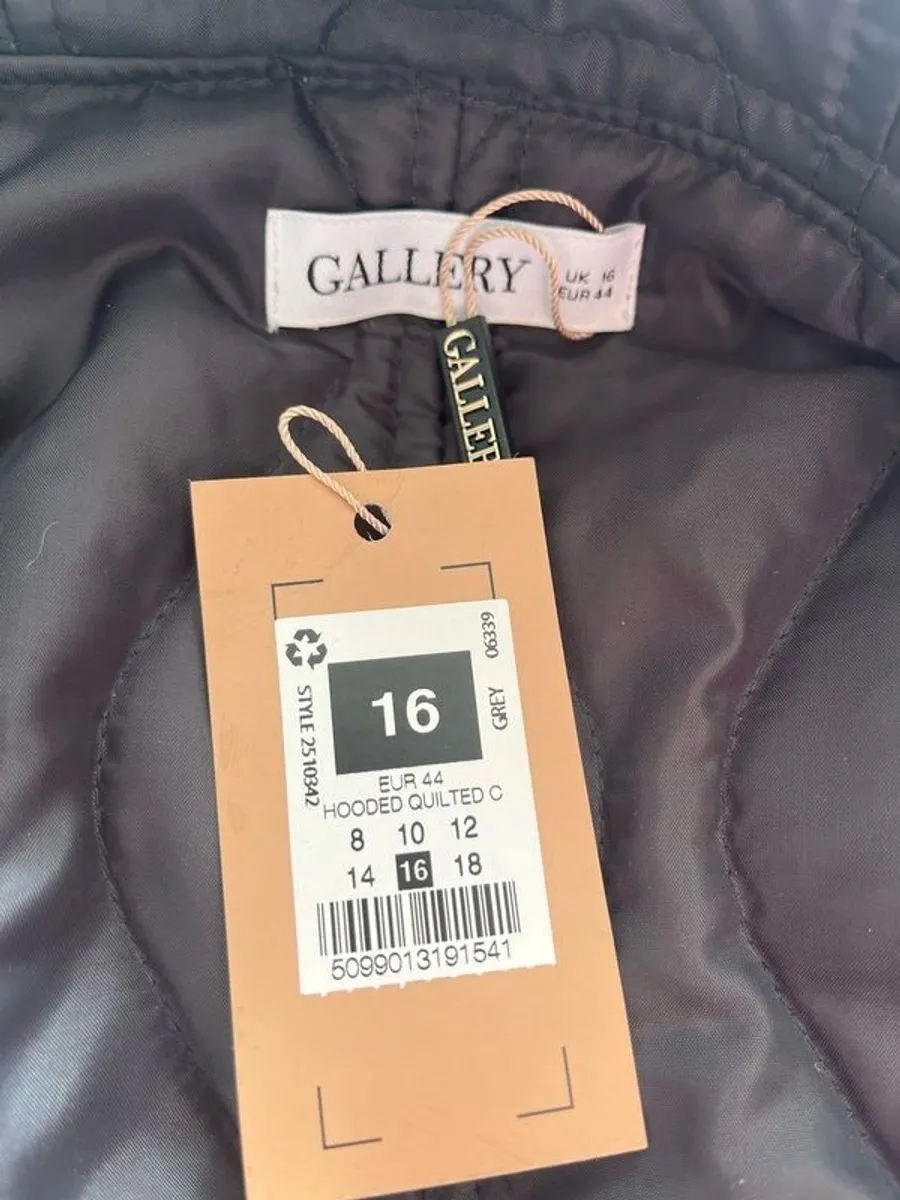 GALLERY
UK 16
EUR 44
GALLER
06339
GREY
STYLE 2510342
16
EUR 44
HOODED QUILTED C
8 10 12
14 16 18
5099013191541